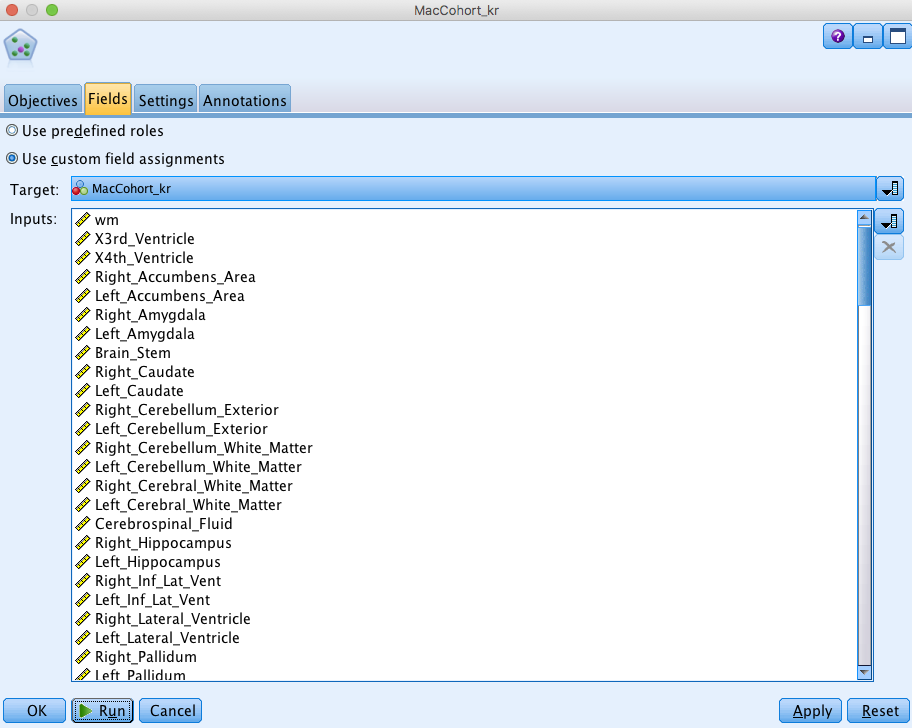 MacCohort_kr
?
Objectives Fields Settings Annotations
Use predefined roles
Use custom field assignments
Target: MacCohort_kr
Inputs: wm
X3rd_Ventricle
X4th_Ventricle
Right_Accumbens_Area
Left_Accumbens_Area
Right_Amygdala
Left_Amygdala
Brain_Stem
Right_Caudate
Left_Caudate
Right_Cerebellum_Exterior
Left_Cerebellum_Exterior
Right_Cerebellum_White_Matter
Left_Cerebellum_White_Matter
Right_Cerebral_White_Matter
Left_Cerebral_White_Matter
Cerebrospinal_Fluid
Right_Hippocampus
Left_Hippocampus
Right_Inf_Lat_Vent
Left_Inf_Lat_Vent
Right_Lateral_Ventricle
Left_Lateral_Ventricle
Right_Pallidum
Left_Pallidum
OK Run Cancel Apply Reset